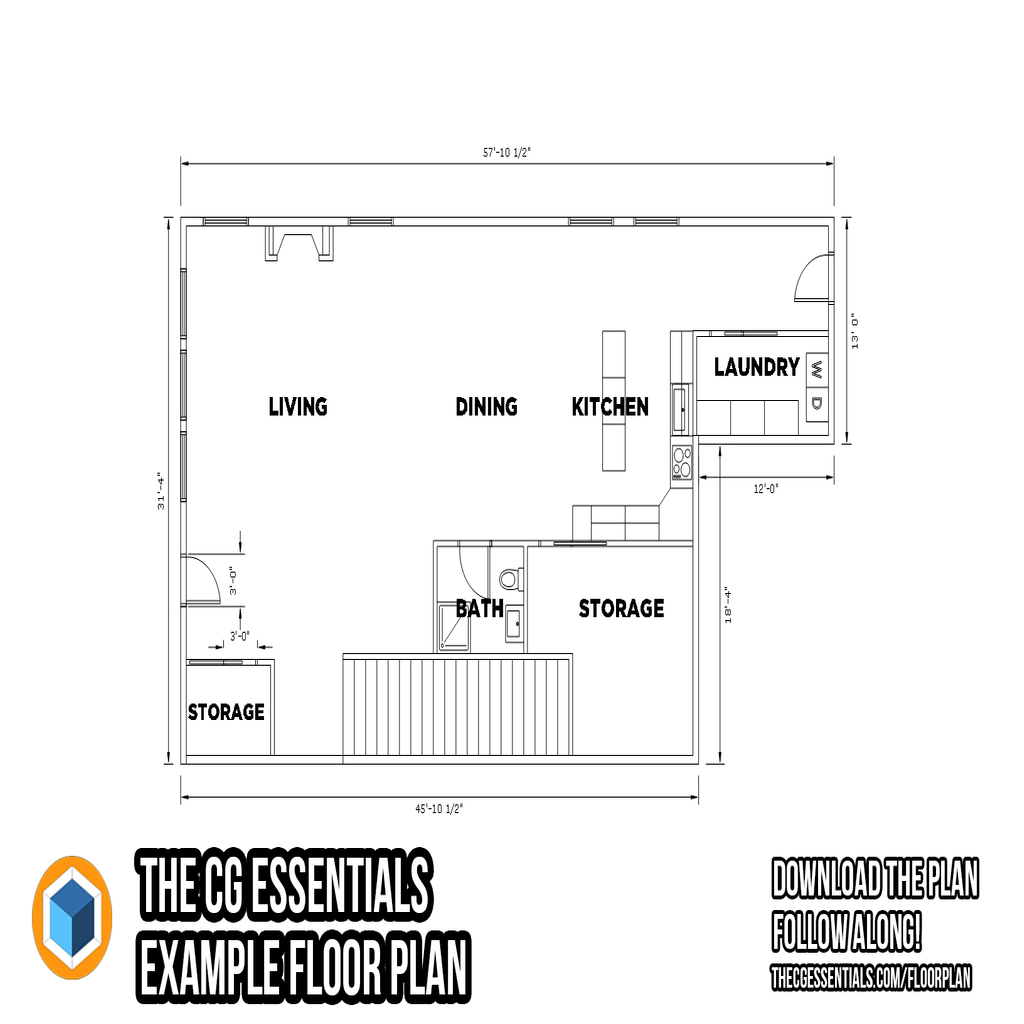 57'-10 1/2"
13' 0"
LAUNDRY
W
D
LIVING
DINING
KITCHEN
31'-4"
12'-0"
3'-0"
BATH
STORAGE
18'-4"
3'-0"
STORAGE
45'-10 1/2"
THE CG ESSENTIALS
EXAMPLE FLOOR PLAN
DOWNLOAD THE PLAN
FOLLOW ALONG!
THECGESSENTIALS.COM/FLOORPLAN